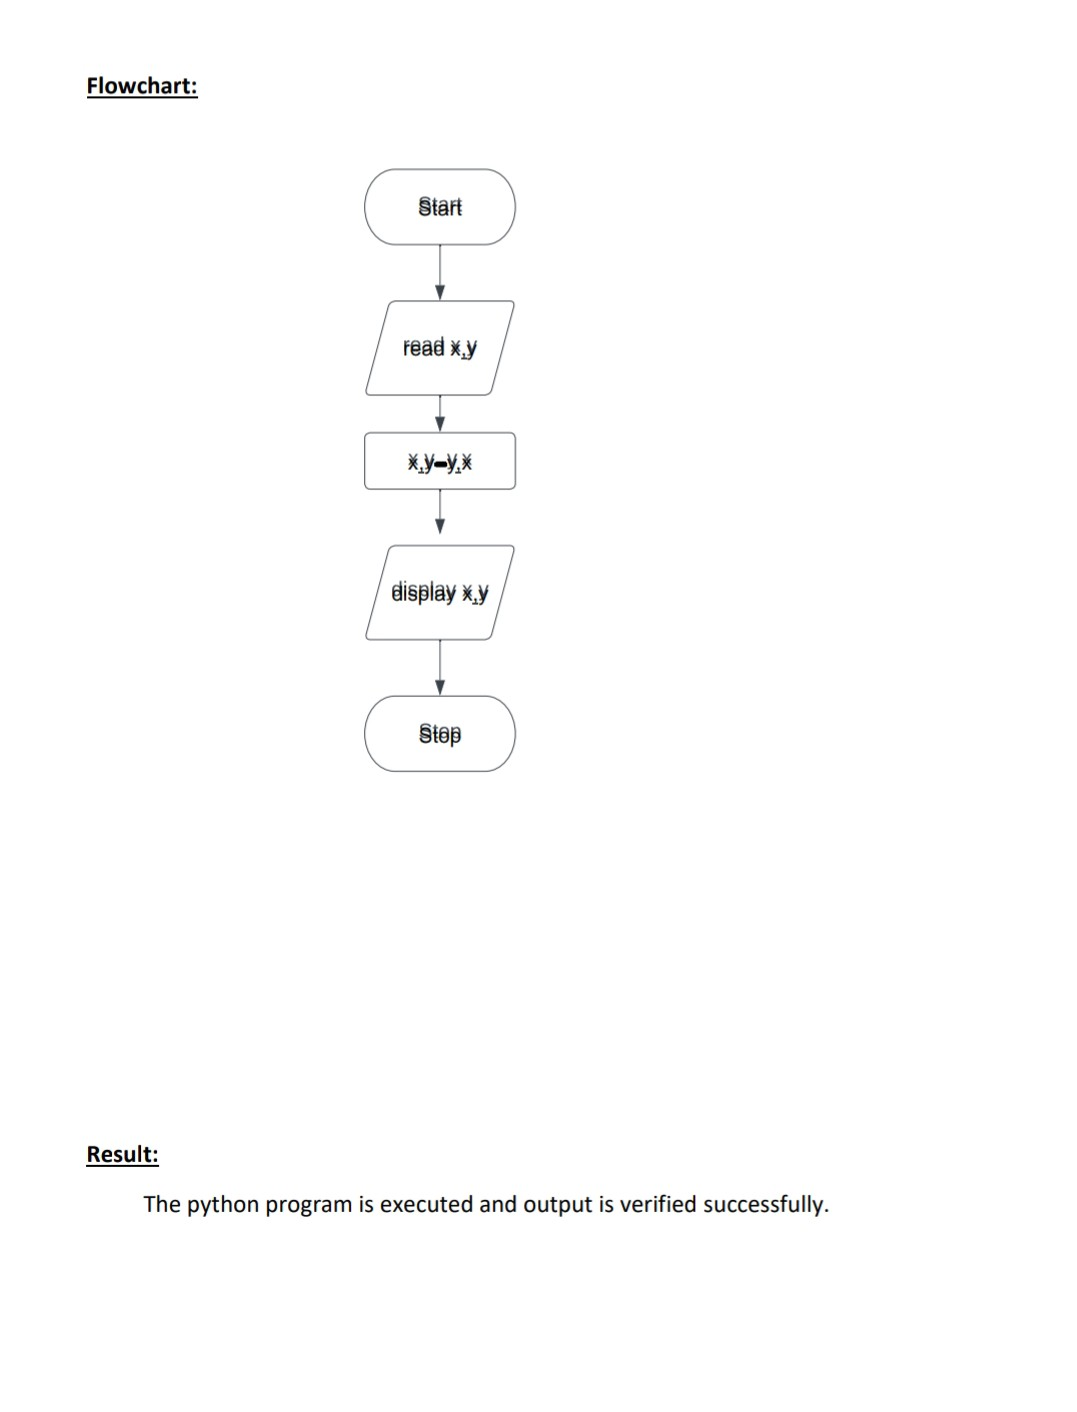 Flowchart:
Start
read x,y
x,y=y,x
display x,y
Stop
Result:
The python program is executed and output is verified successfully.